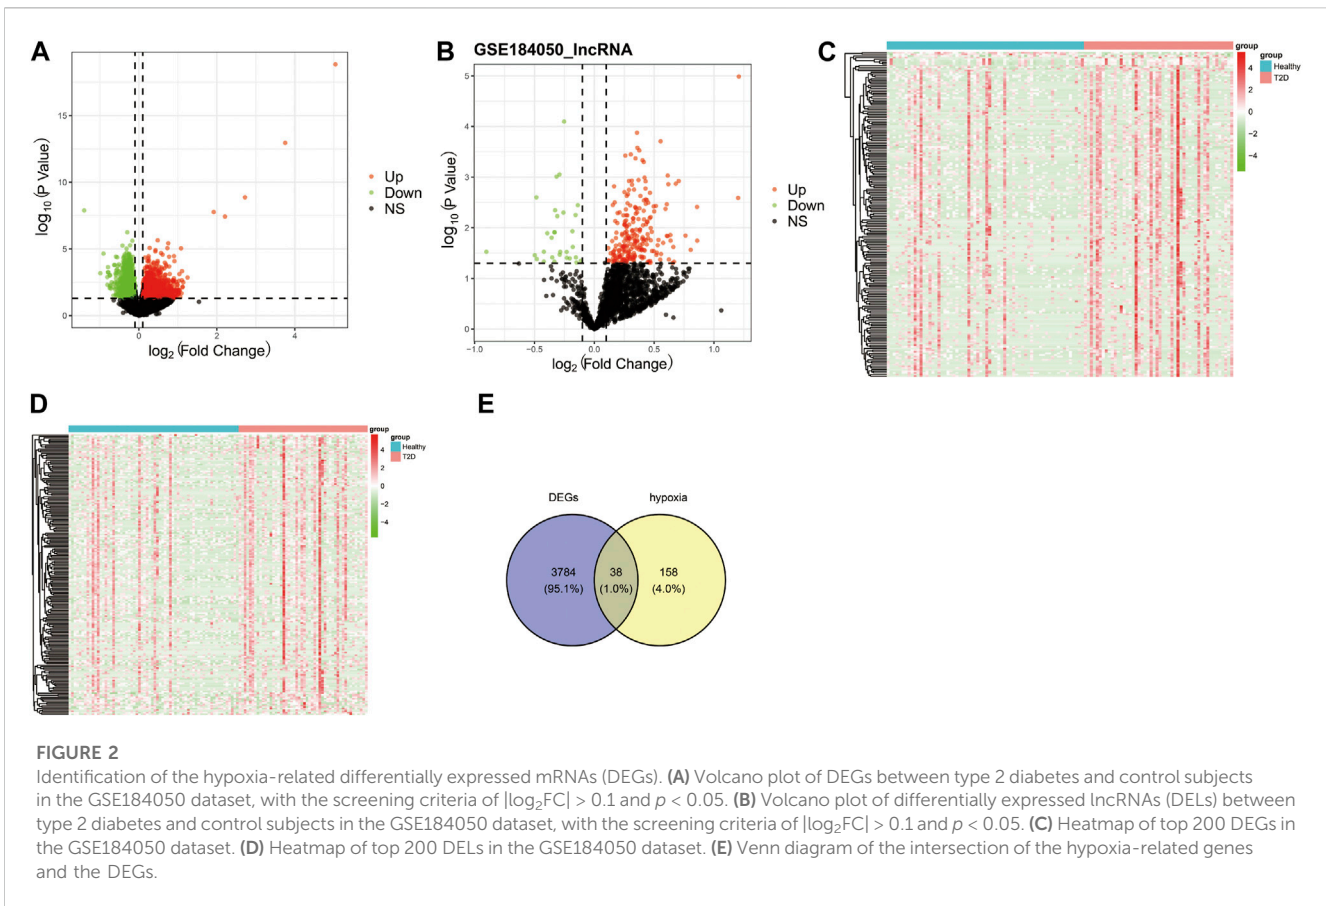 A
15
10
5
0
0
2
4
log10(P Value)
log2(Fold Change)
Up
Down
NS
B
GSE184050_lncRNA
5
4
3
2
1
0
−1.0
−0.5
0.0
0.5
1.0
log10(P Value)
log2(Fold Change)
Up
Down
NS
C
group
4
2
0
−2
−4
group
Healthy
T2D
D
group
4
2
0
−2
−4
group
Healthy
T2D
E
DEGs hypoxia
3784 38 158
(95.1%) (1.0%) (4.0%)
FIGURE 2
Identification of the hypoxia-related differentially expressed mRNAs (DEGs). (A) Volcano plot of DEGs between type 2 diabetes and control subjects
in the GSE184050 dataset, with the screening criteria of |log2FC| > 0.1 and p < 0.05. (B) Volcano plot of differentially expressed lncRNAs (DELs) between
type 2 diabetes and control subjects in the GSE184050 dataset, with the screening criteria of |log2FC| > 0.1 and p < 0.05. (C) Heatmap of top 200 DEGs in
the GSE184050 dataset. (D) Heatmap of top 200 DELs in the GSE184050 dataset. (E) Venn diagram of the intersection of the hypoxia-related genes
and the DEGs.